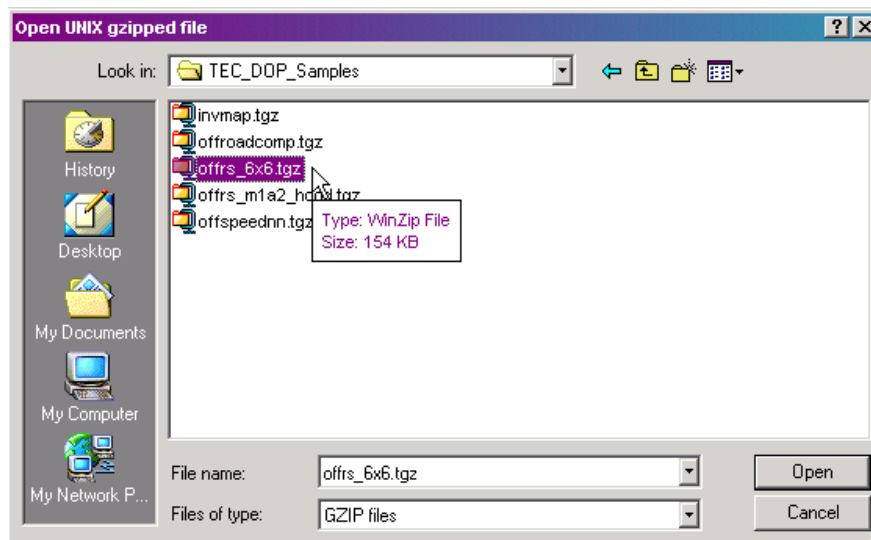 Open UNIX gzipped file
Look in: TEC_DOP_Samples
History
Desktop
My Documents
My Computer
My Network P...
invmap.tgz
offroadcomp.tgz
offrs_6x6.tgz
offrs_m1a2_hood.tgz
offspeednn.tgz
Type: WinZip File
Size: 154 KB
File name: offrs_6x6.tgz Open
Files of type: GZIP files Cancel